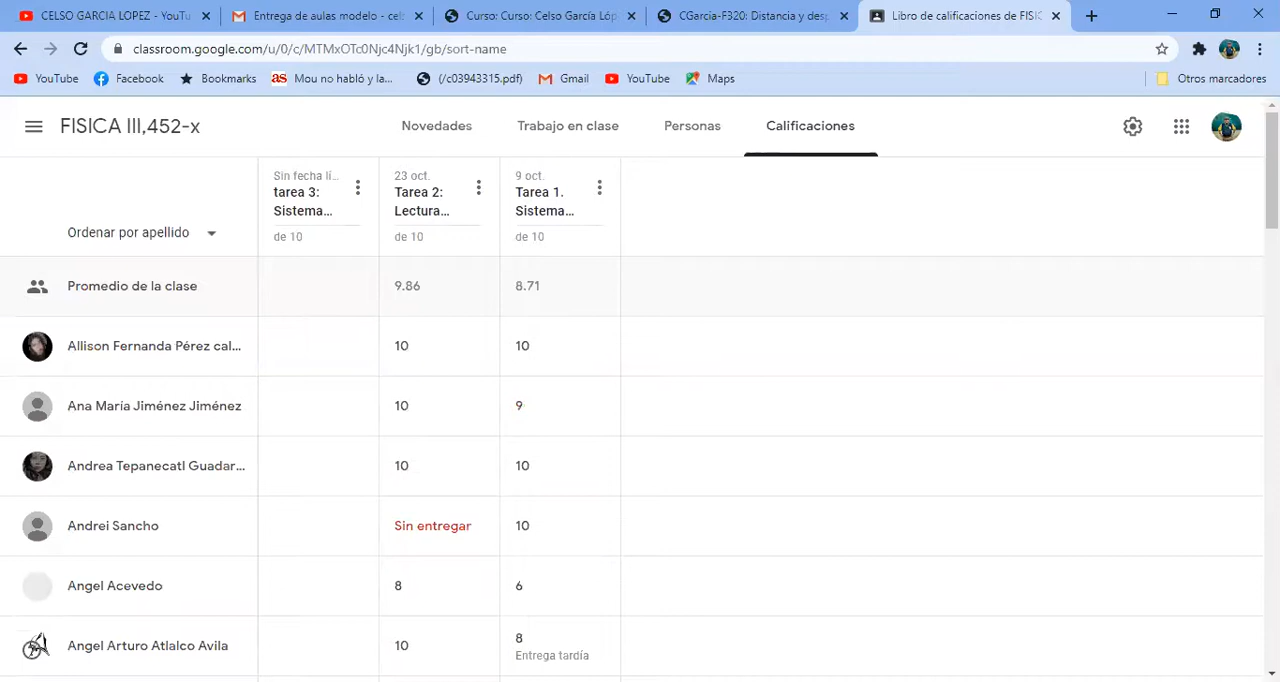 CELSO GARCIA LOPEZ - YouTu
Entrega de aulas modelo - cels
Curso: Curso: Celso García Lóp
CGarcia-FS20: Distancia y desp
Libro de calificaciones de FISIC
classroom.google.com/u/0/c/MTMxOTc0Njc4Njk1/gb/sort-name
YouTube
Facebook
Bookmarks
as Mou no habló y la...
(/c03943315.pdf)
Gmail
YouTube
Maps
Otros marcadores
FISICA III,452-x
Novedades
Trabajo en clase
Personas
Calificaciones
Ordenar por apellido
Sin fecha lí...
tarea 3:
Sistema...
de 10
23 oct.
Tarea 2:
Lectura...
de 10
9 oct.
Tarea 1.
Sistema...
de 10
Promedio de la clase 9.86 8.71
Allison Fernanda Pérez cal... 10 10
Ana María Jiménez Jiménez 10 9
Andrea Tepanecatl Guadar... 10 10
Andrei Sancho Sin entregar 10
Angel Acevedo 8 6
Angel Arturo Atlalco Avila 10 8
Entrega tardía